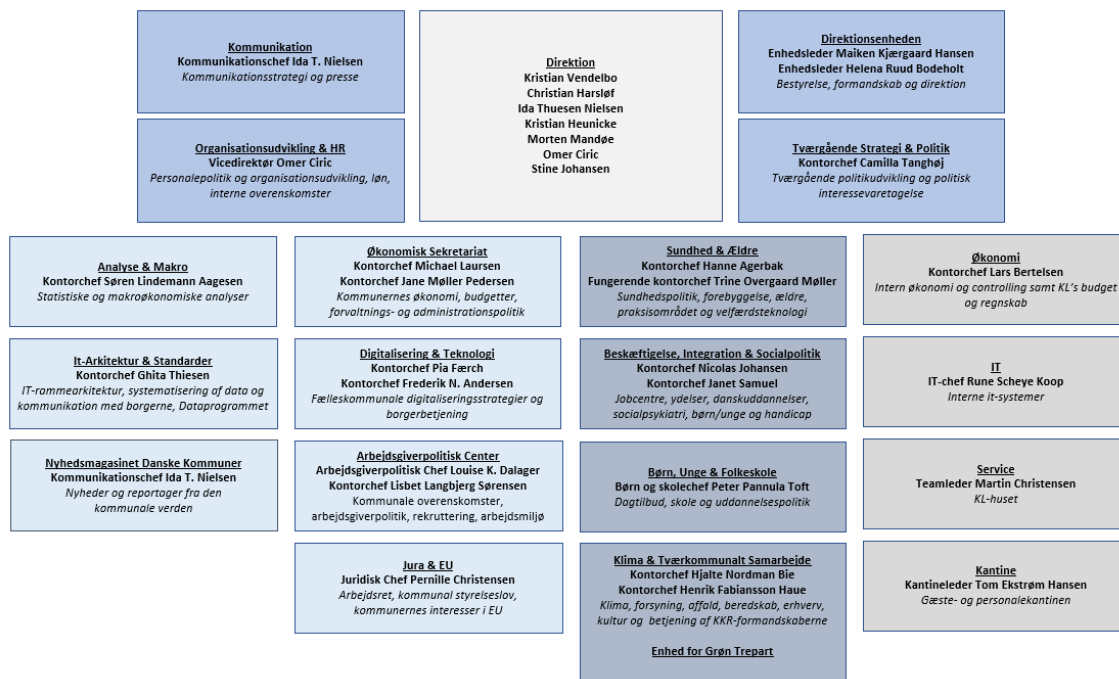 Kommunikation
Kommunikationschef Ida T. Nielsen
Kommunikationsstrategi og presse
Direktion
Kristian Vendelbo
Christian Harsløf
Ida Thuesen Nielsen
Kristian Heunicke
Morten Mandøe
Omer Ciric
Stine Johansen
Direktionsenheden
Enhedsleder Maiken Kjærgaard Hansen
Enhedsleder Helena Ruud Bodeholt
Bestyrelse, formandskab og direktion
Organisationsudvikling & HR
Vicedirektør Omer Ciric
Personalepolitik og organisationsudvikling, løn,
interne overenskomster
Tværgående Strategi & Politik
Kontorchef Camilla Tanghøj
Tværgående politikudvikling og politisk
interessevaretagelse
Analyse & Makro
Kontorchef Søren Lindemann Aagesen
Statistiske og makroøkonomiske analyser
Økonomisk Sekretariat
Kontorchef Michael Laursen
Kontorchef Jane Møller Pedersen
Kommunernes økonomi, budgetter,
forvaltnings- og administrationspolitik
Sundhed & Ældre
Kontorchef Hanne Agerbak
Fungerende kontorchef Trine Overgaard Møller
Sundhedspolitik, forebyggelse, ældre,
praksisområdet og velfærdsteknologi
Økonomi
Kontorchef Lars Bertelsen
Intern økonomi og controlling samt KL's budget
og regnskab
It-Arkitektur & Standarder
Kontorchef Ghita Thiesen
IT-rammearkitektur, systematisering af data og
kommunikation med borgerne, Dataprogrammet
Digitalisering & Teknologi
Kontorchef Pia Færch
Kontorchef Frederik N. Andersen
Fælleskommunale digitaliseringsstrategier og
borgerbetjening
Beskæftigelse, Integration & Socialpolitik
Kontorchef Nicolas Johansen
Kontorchef Janet Samuel
Jobcentre, ydelser, danskuddannelser,
socialpsykiatri, børn/unge og handicap
IT
IT-chef Rune Scheye Koop
Interne it-systemer
Nyhedsmagasinet Danske Kommuner
Kommunikationschef Ida T. Nielsen
Nyheder og reportager fra den
kommunale verden
Arbejdsgiverpolitisk Center
Arbejdsgiverpolitisk Chef Louise K. Dalager
Kontorchef Lisbet Langbjerg Sørensen
Kommunale overenskomster,
arbejdsgiverpolitik, rekruttering, arbejdsmiljø
Børn, Unge & Folkeskole
Børn og skolechef Peter Pannula Toft
Dagtilbud, skole og uddannelsespolitik
Service
Teamleder Martin Christensen
KL-huset
Jura & EU
Juridisk Chef Pernille Christensen
Arbejdsret, kommunal styrelseslov,
kommunernes interesser i EU
Klima & Tværkommunalt Samarbejde
Kontorchef Hjalte Nordman Bie
Kontorchef Henrik Fabiansson Haue
Klima, forsyning, affald, beredskab, erhverv,
kultur og betjening af KKR-formandskaberne
Enhed for Grøn Trepart
Kantine
Kantineleder Tom Ekstrøm Hansen
Gæste- og personalekantinen